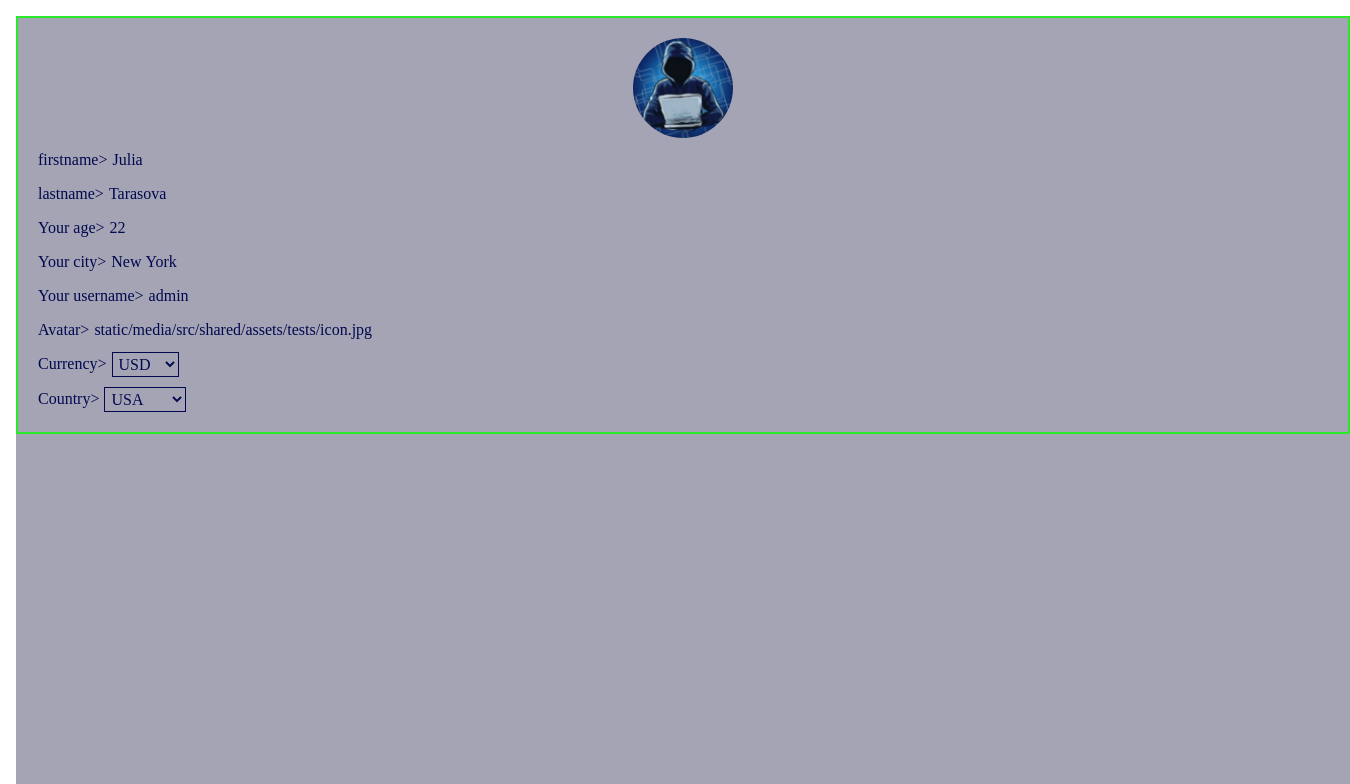 firstname> Julia
lastname> Tarasova
Your age> 22
Your city> New York
Your username> admin
Avatar> static/media/src/shared/assets/tests/icon.jpg
Currency> USD
Country> USA